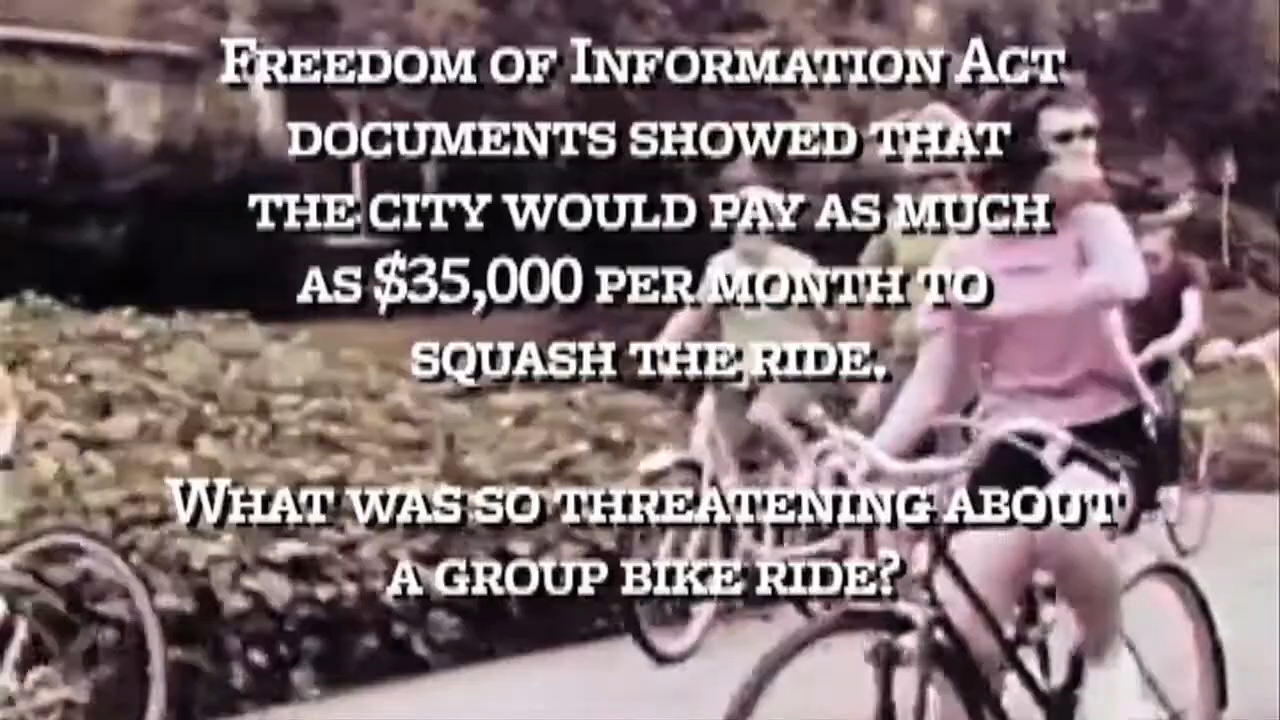 Freedom of Information Act
documents showed that
the city would pay as much
as $35,000 per month to
squash the ride.
What was so threatening about
a group bike ride?